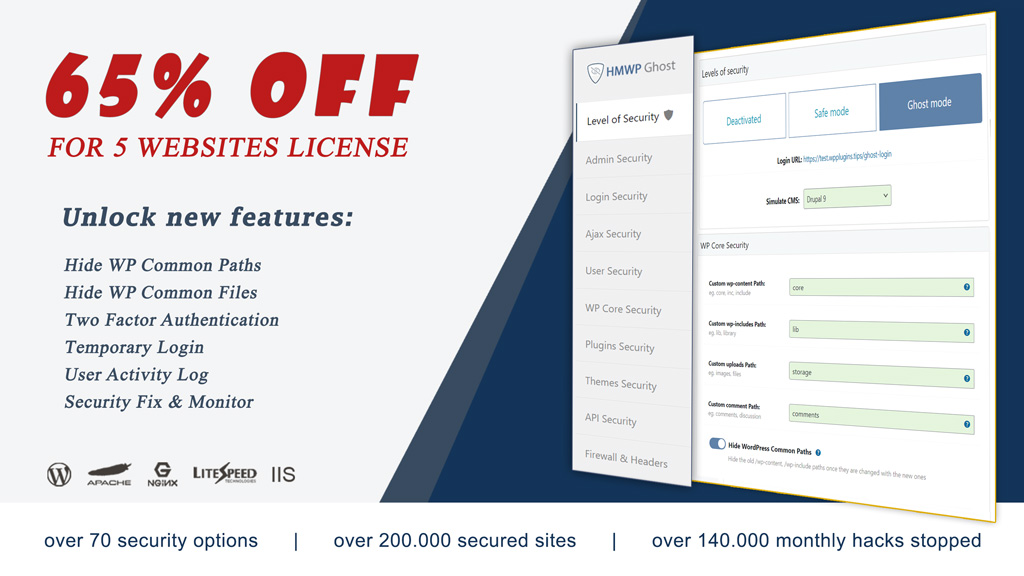 65% OFF
FOR 5 WEBSITES LICENSE
Unlock new features:
Hide WP Common Paths
Hide WP Common Files
Two Factor Authentication
Temporary Login
User Activity Log
Security Fix & Monitor
APACHE
NGINX
LITESPEED
TECHNOLOGIES
IIS
HMWP Ghost
Level of Security
Admin Security
Login Security
Ajax Security
User Security
WP Core Security
Plugins Security
Themes Security
API Security
Firewall & Headers
Levels of security
Deactivated
Safe mode
Ghost mode
Login URL: https://test.wpplugins.tips/ghost-login
Simulate CMS: Drupal 9
WP Core Security
Custom wp-content Path: core
eg. core, inc, include
Custom wp-includes Path: lib
eg. lib, library
Custom uploads Path: storage
eg. images, files
Custom comment Path: comments
eg. comments, discussion
Hide WordPress Common Paths
Hide the old /wp-content, /wp-include paths once they are changed with the new ones
over 70 security options | over 200.000 secured sites | over 140.000 monthly hacks stopped